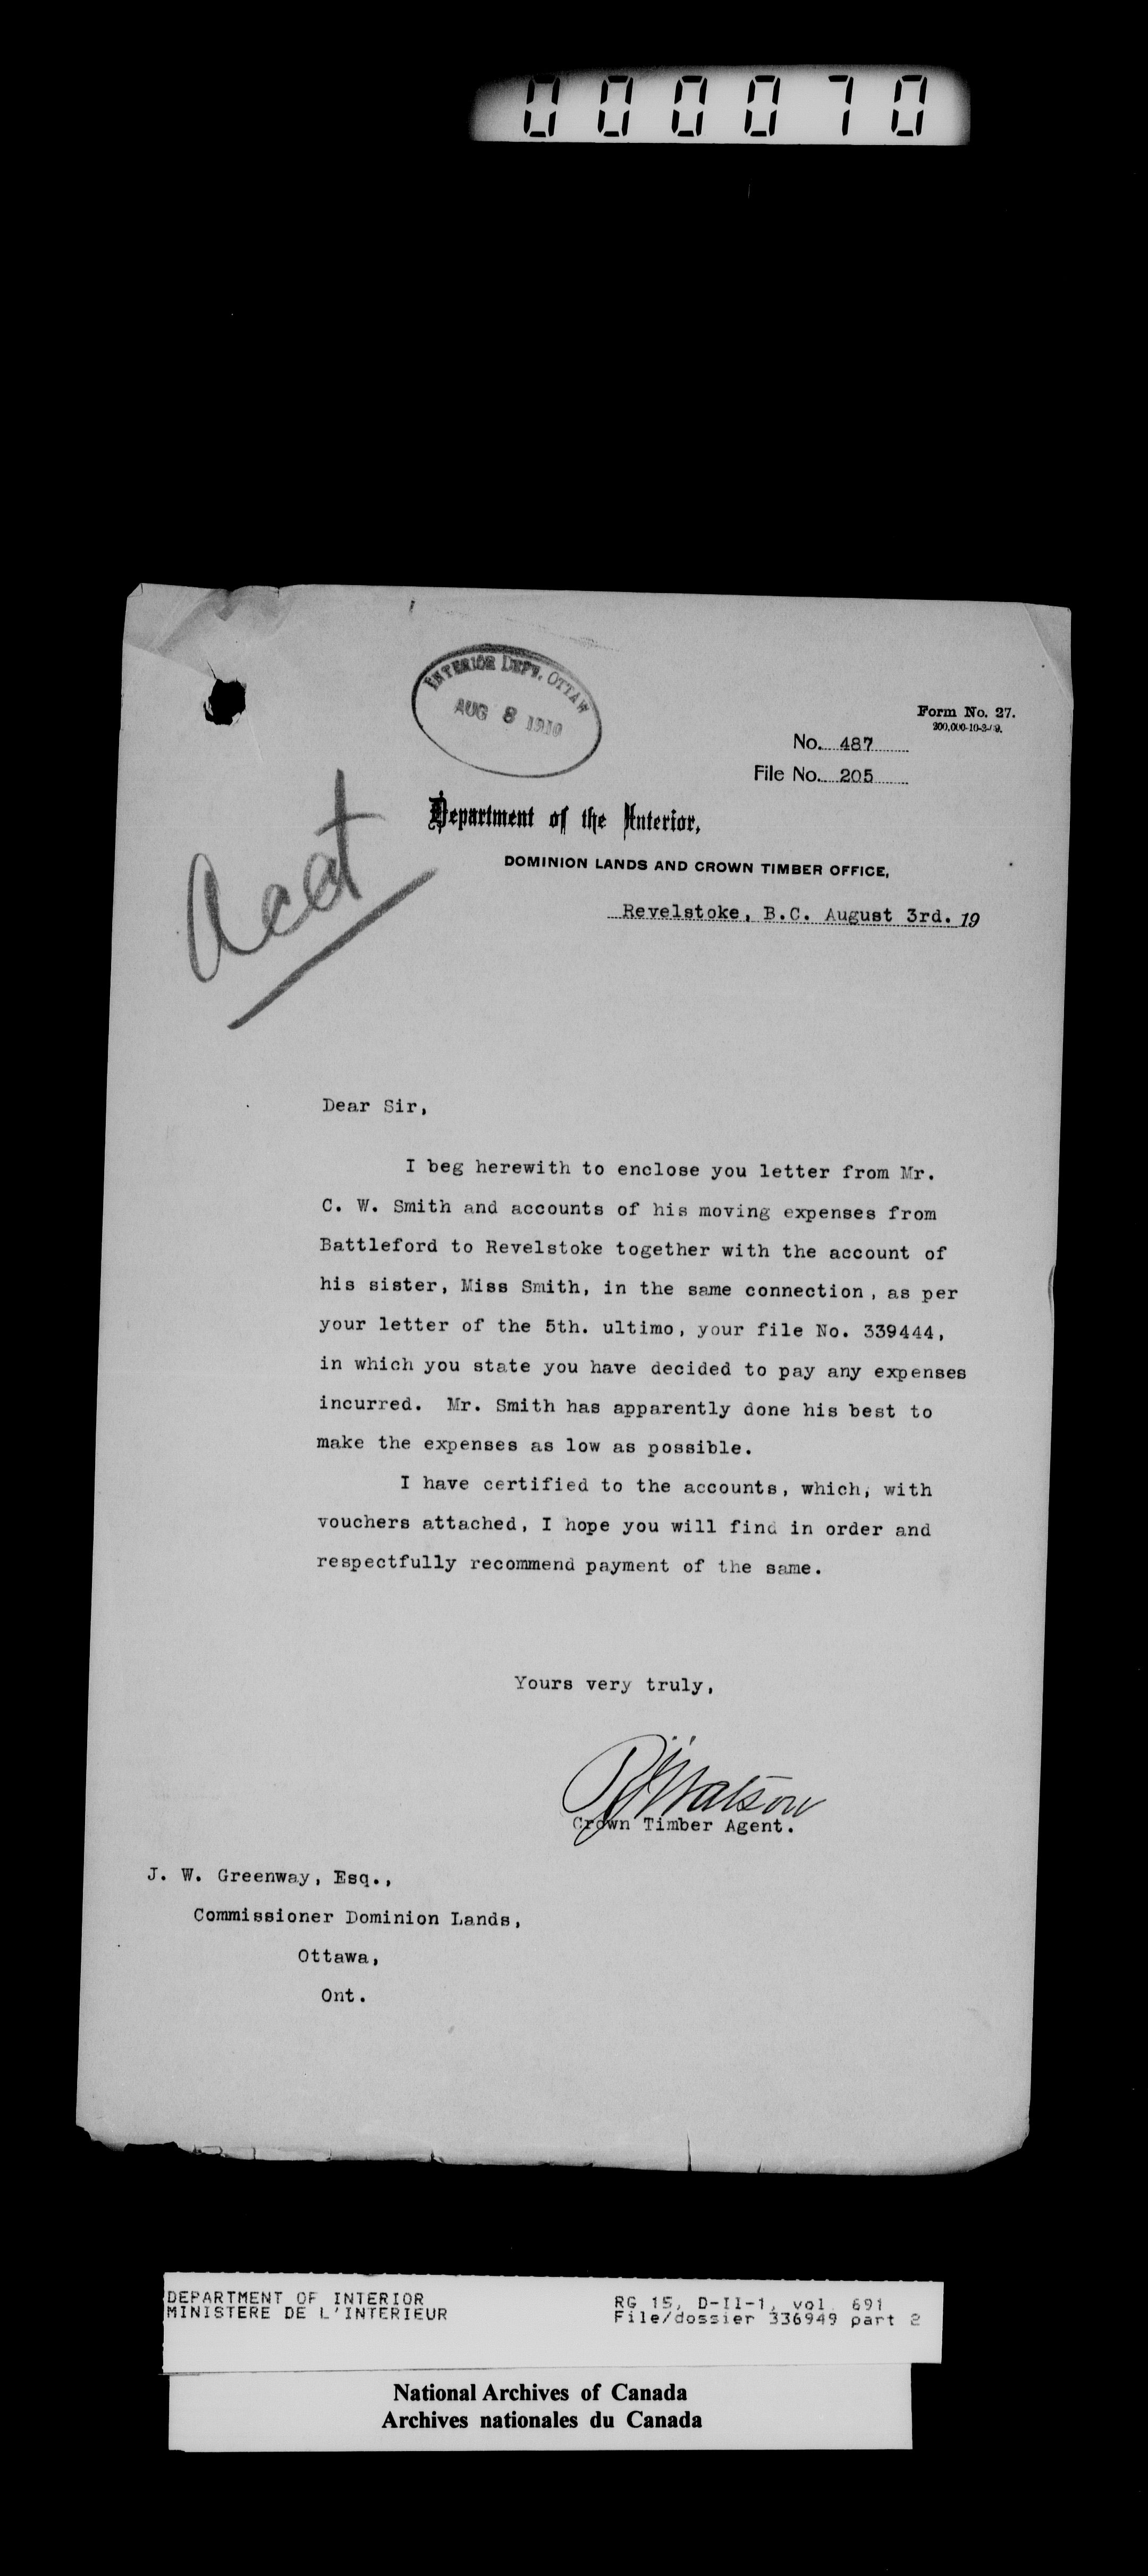 000070
INTERIOR DEPT. OTTAW
AUG 8 1910
Form No. 27.
No. 487
File No. 205
Department of the Interior,
DOMINION LANDS AND CROWN TIMBER OFFICE,
Revelstoke, B.C. August 3rd. 19
Acct
Dear Sir,
I beg herewith to enclose you letter from Mr.
C. W. Smith and accounts of his moving expenses from
Battleford to Revelstoke together with the account of
his sister, Miss Smith, in the same connection, as per
your letter of the 5th. ultimo, your file No. 339444,
in which you state you have decided to pay any expenses
incurred. Mr. Smith has apparently done his best to
make the expenses as low as possible.
I have certified to the accounts, which, with
vouchers attached, I hope you will find in order and
respectfully recommend payment of the same.
Yours very truly,
Watson
Crown Timber Agent.
J. W. Greenway, Esq.,
Commissioner Dominion Lands,
Ottawa,
Ont.
DEPARTMENT OF INTERIOR
MINISTERE DE L'INTERIEUR
RG 15, D-II-1, vol. 691
File/dossier 336949 part 2
National Archives of Canada
Archives nationales du Canada